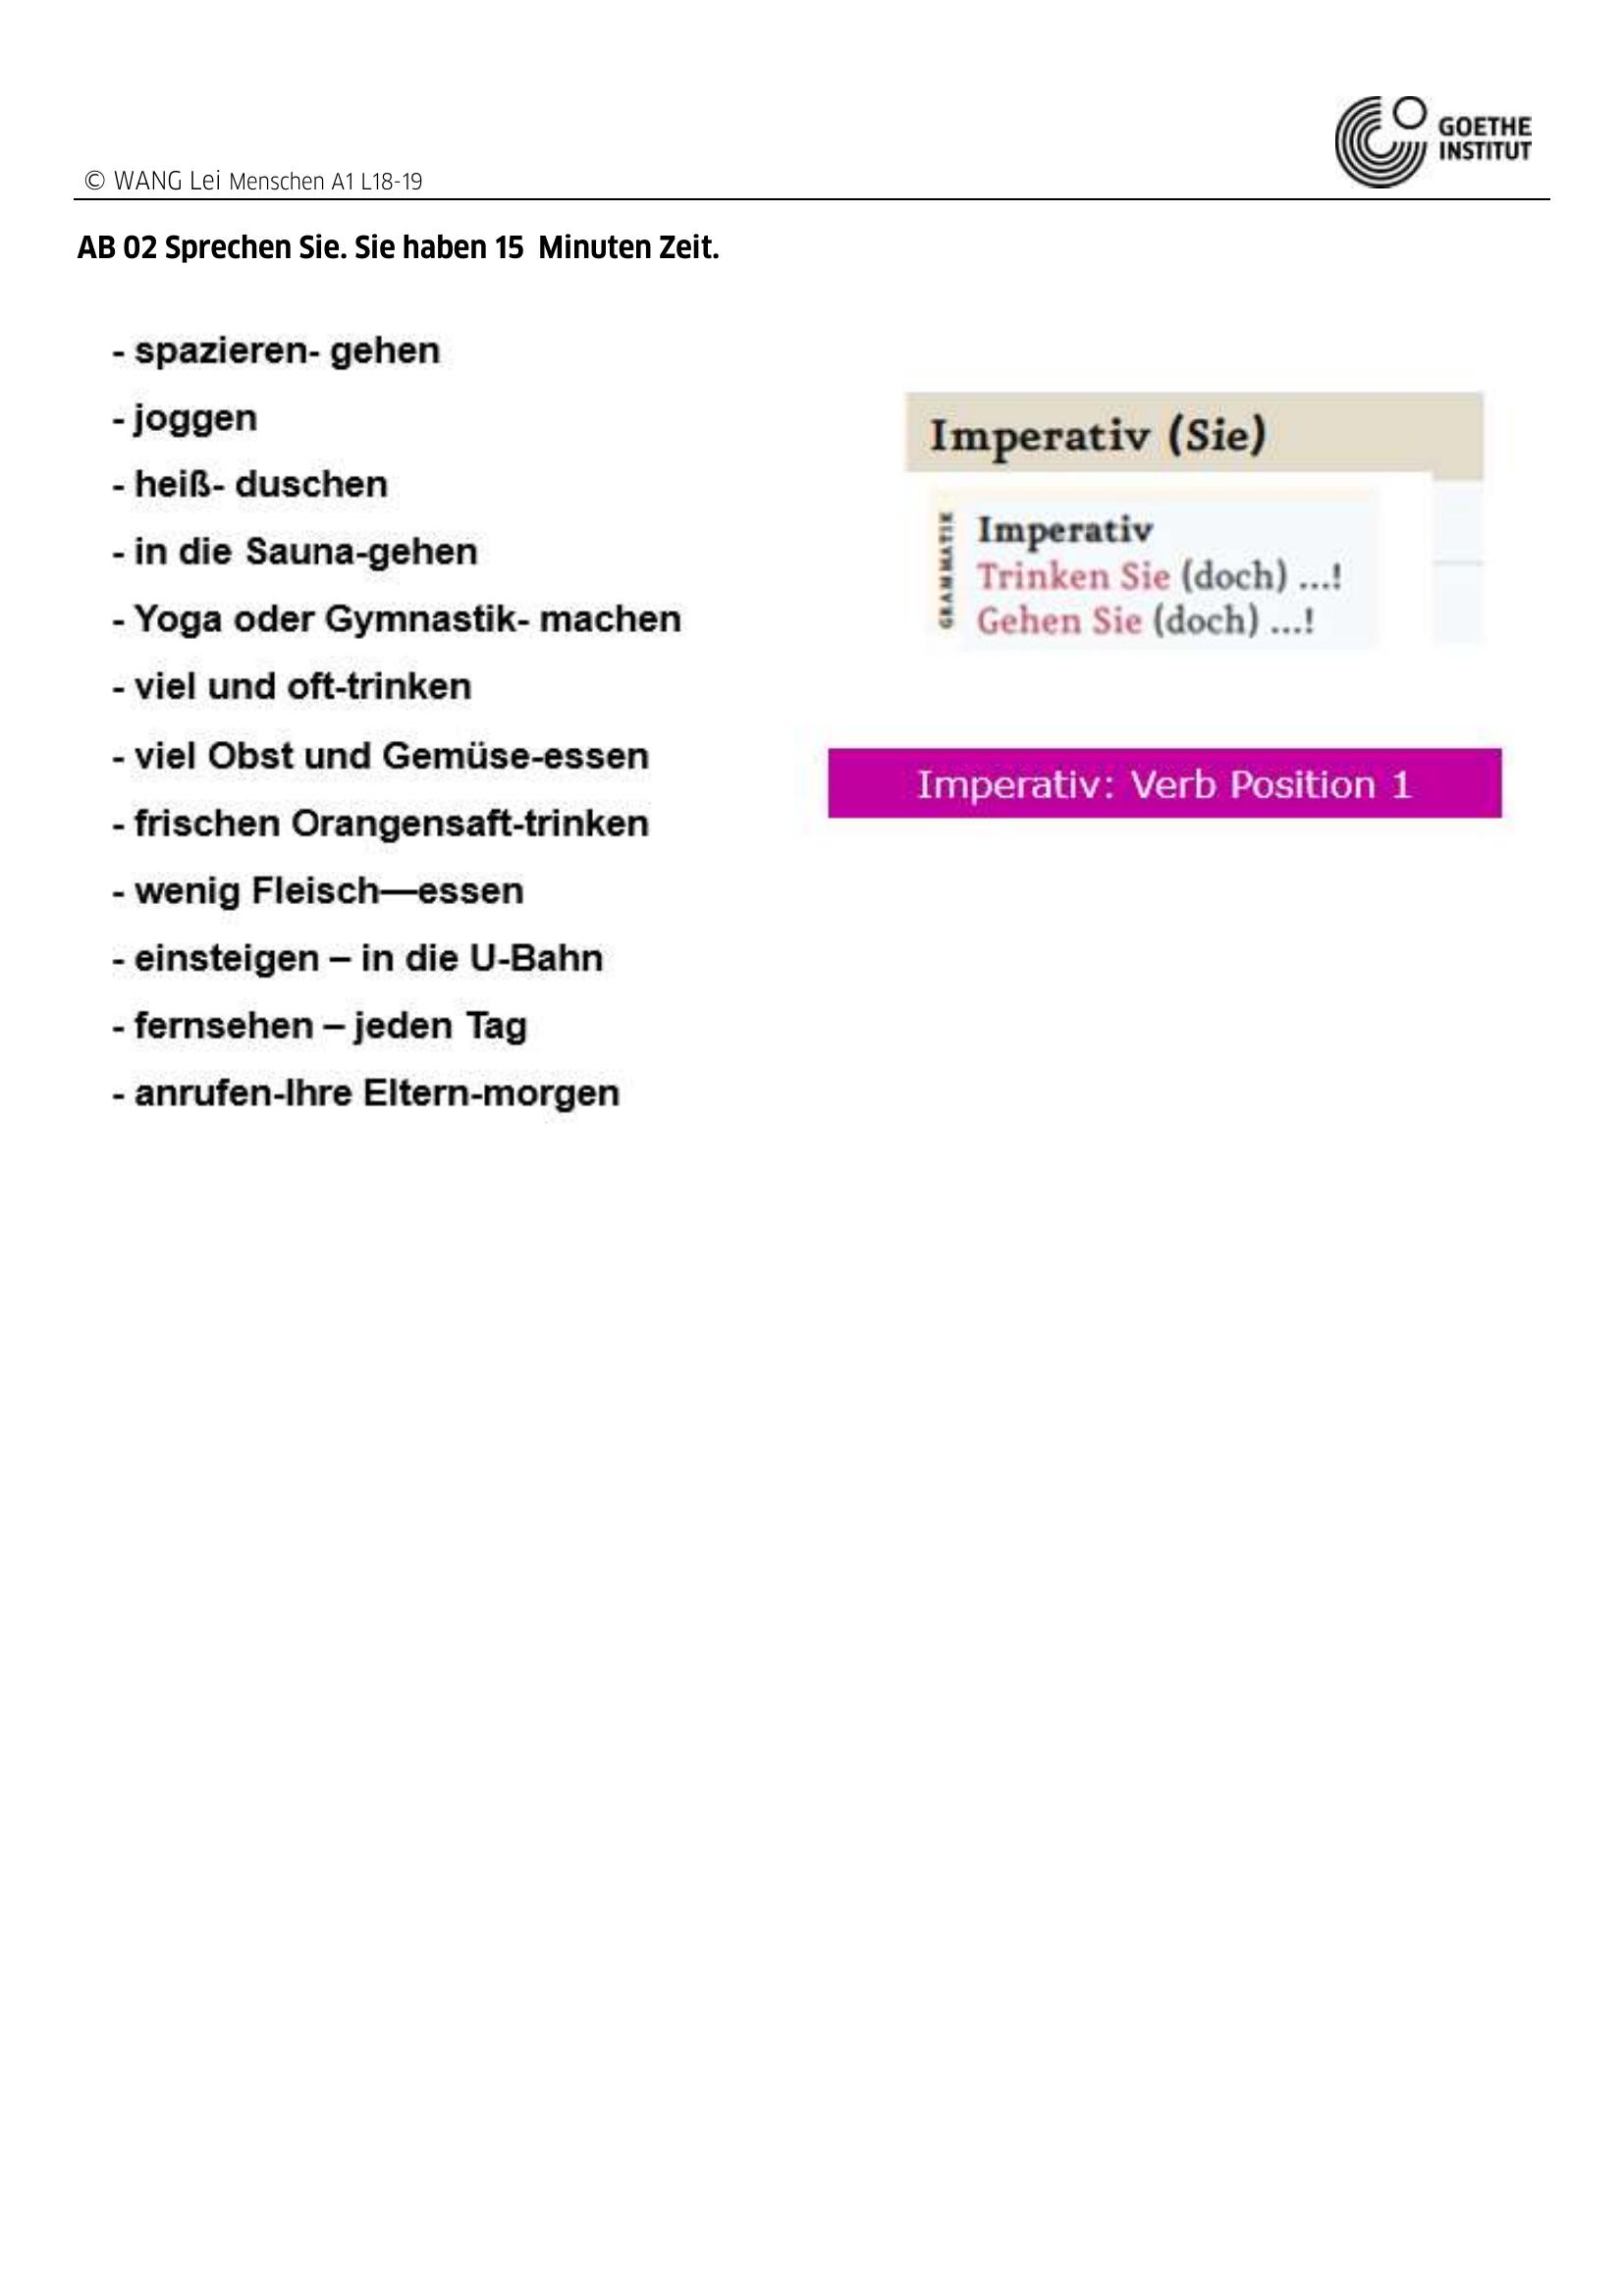 GOETHE
INSTITUT
© WANG Lei Menschen A1 L18-19
AB 02 Sprechen Sie. Sie haben 15  Minuten Zeit.
- spazieren- gehen
- joggen
- heiß- duschen
- in die Sauna-gehen
- Yoga oder Gymnastik- machen
- viel und oft-trinken
- viel Obst und Gemüse-essen
- frischen Orangensaft-trinken
- wenig Fleisch—essen
- einsteigen – in die U-Bahn
- fernsehen – jeden Tag
- anrufen-Ihre Eltern-morgen
Imperativ (Sie)
GRAMMATIK
Imperativ
Trinken Sie (doch) ...!
Gehen Sie (doch) ...!
Imperativ: Verb Position 1